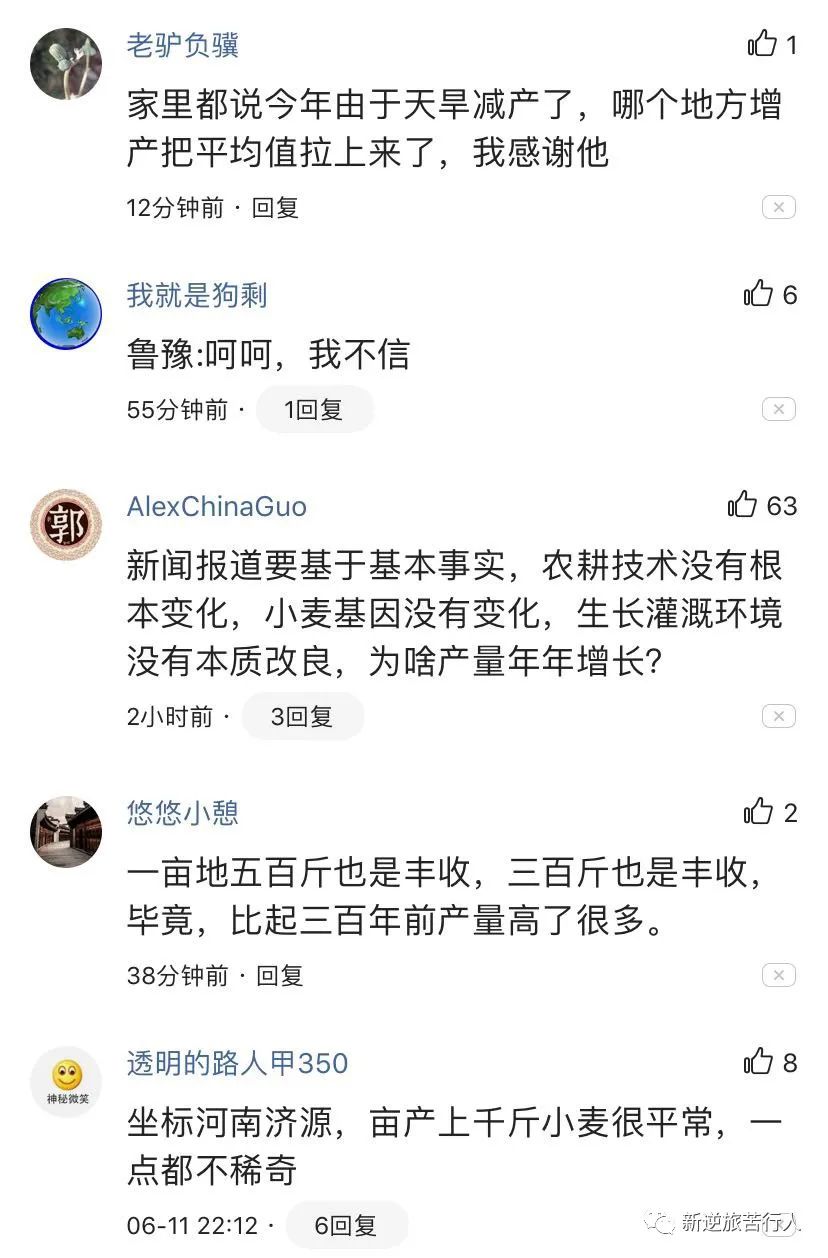 老驴负骥
1
家里都说今年由于天旱减产了，哪个地方增
产把平均值拉上来了，我感谢他
12分钟前 · 回复
我就是狗剩
6
鲁豫:呵呵，我不信
55分钟前 · 1回复
郭
AlexChinaGuo
63
新闻报道要基于基本事实，农耕技术没有根
本变化，小麦基因没有变化，生长灌溉环境
没有本质改良，为啥产量年年增长？
2小时前 · 3回复
悠悠小憩
2
一亩地五百斤也是丰收，三百斤也是丰收，
毕竟，比起三百年前产量高了很多。
38分钟前 · 回复
神秘微笑
透明的路人甲350
8
坐标河南济源，亩产上千斤小麦很平常，一
点都不稀奇
06-11 22:12 · 6回复
新逆旅苦行人